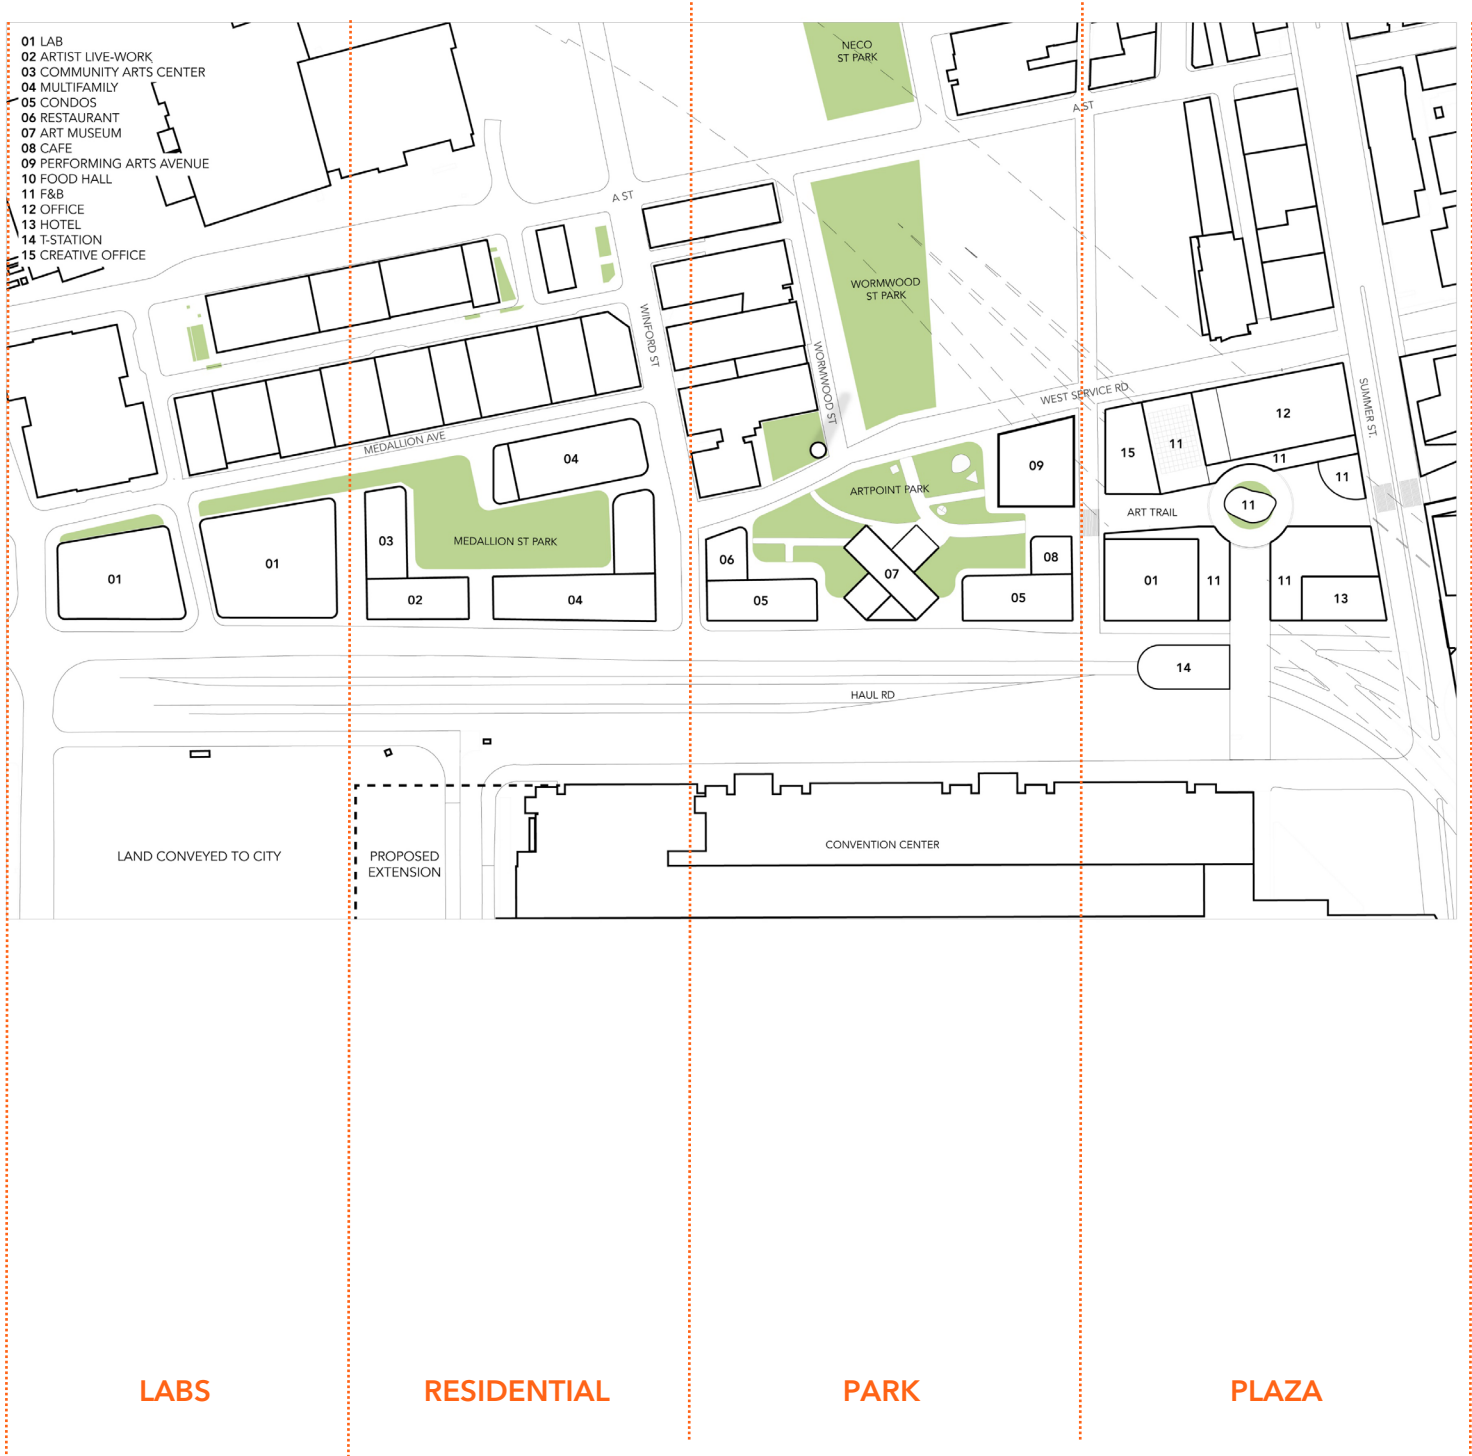 01 LAB
02 ARTIST LIVE-WORK
03 COMMUNITY ARTS CENTER
04 MULTIFAMILY
05 CONDOS
06 RESTAURANT
07 ART MUSEUM
08 CAFE
09 PERFORMING ARTS AVENUE
10 FOOD HALL
11 F&B
12 OFFICE
13 HOTEL
14 T-STATION
15 CREATIVE OFFICE
NECO
ST PARK
A ST
A ST
WORMWOOD
ST PARK
WINFORD ST
WORMWOOD ST
WEST SERVICE RD
SUMMER ST.
MEDALLION AVE
12
11
15
11
11
04
09
ARTPOINT PARK
11
ART TRAIL
03
MEDALLION ST PARK
06
08
01
01
07
01
11
11
02
04
05
05
13
14
HAUL RD
LAND CONVEYED TO CITY
PROPOSED
EXTENSION
CONVENTION CENTER
LABS
RESIDENTIAL
PARK
PLAZA